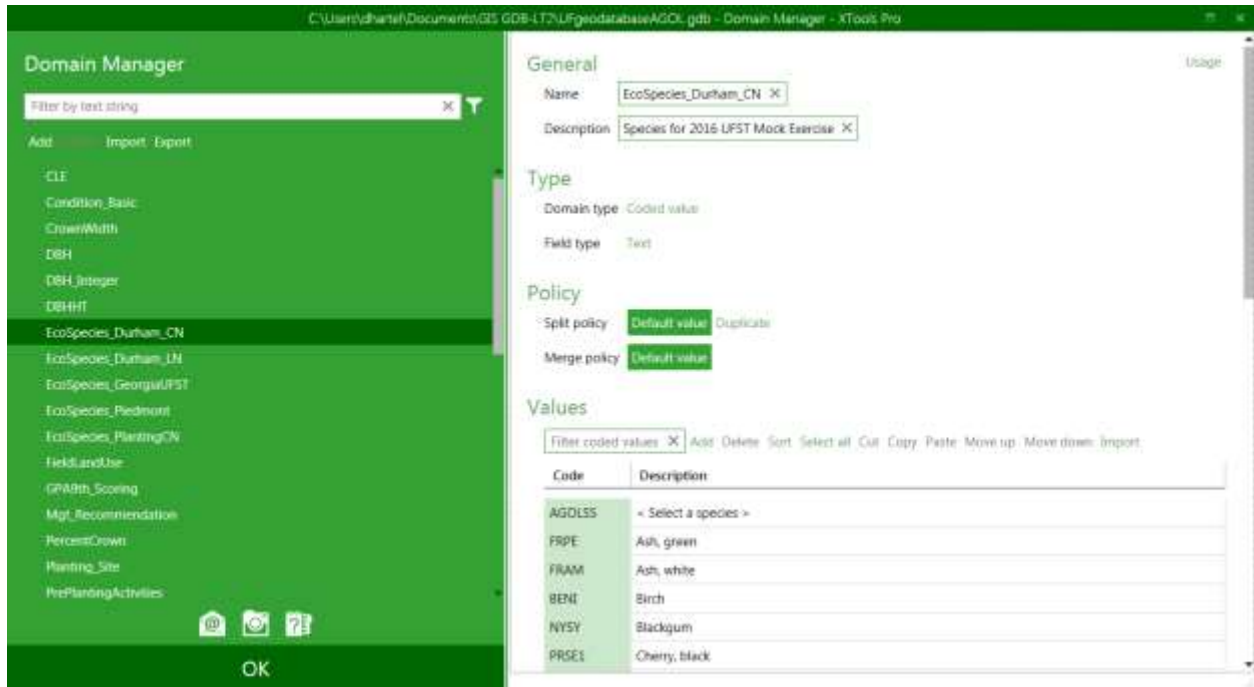 C:\Users\dhartel\Documents\GIS GDB-LT2\UFgeodatabaseAGOL.gdb - Domain Manager - XTools Pro
Domain Manager
Filter by text string
Add Import Export
CLE
Condition_Basic
CrownWidth
DBH
DBH_Integer
DBHHT
EcoSpecies_Durham_CN
EcoSpecies_Durham_LN
EcoSpecies_GeorgiaUFST
EcoSpecies_Piedmont
EcoSpecies_PlantingCN
FieldLandUse
GPABth_Scoring
Mgt_Recommendation
PercentCrown
Planting_Site
PrePlantingActivities
OK
Usage
General
Name EcoSpecies_Durham_CN
Description Species for 2016 UFST Mock Exercise
Type
Domain type Coded value
Field type Text
Policy
Split policy Default value Duplicate
Merge policy Default value
Values
Filter coded values Add Delete Sort Select all Cut Copy Paste Move up Move down Import
Code Description
AGOLSS < Select a species >
FRPE Ash, green
FRAM Ash, white
BENI Birch
NYSY Blackgum
PRSE1 Cherry, black